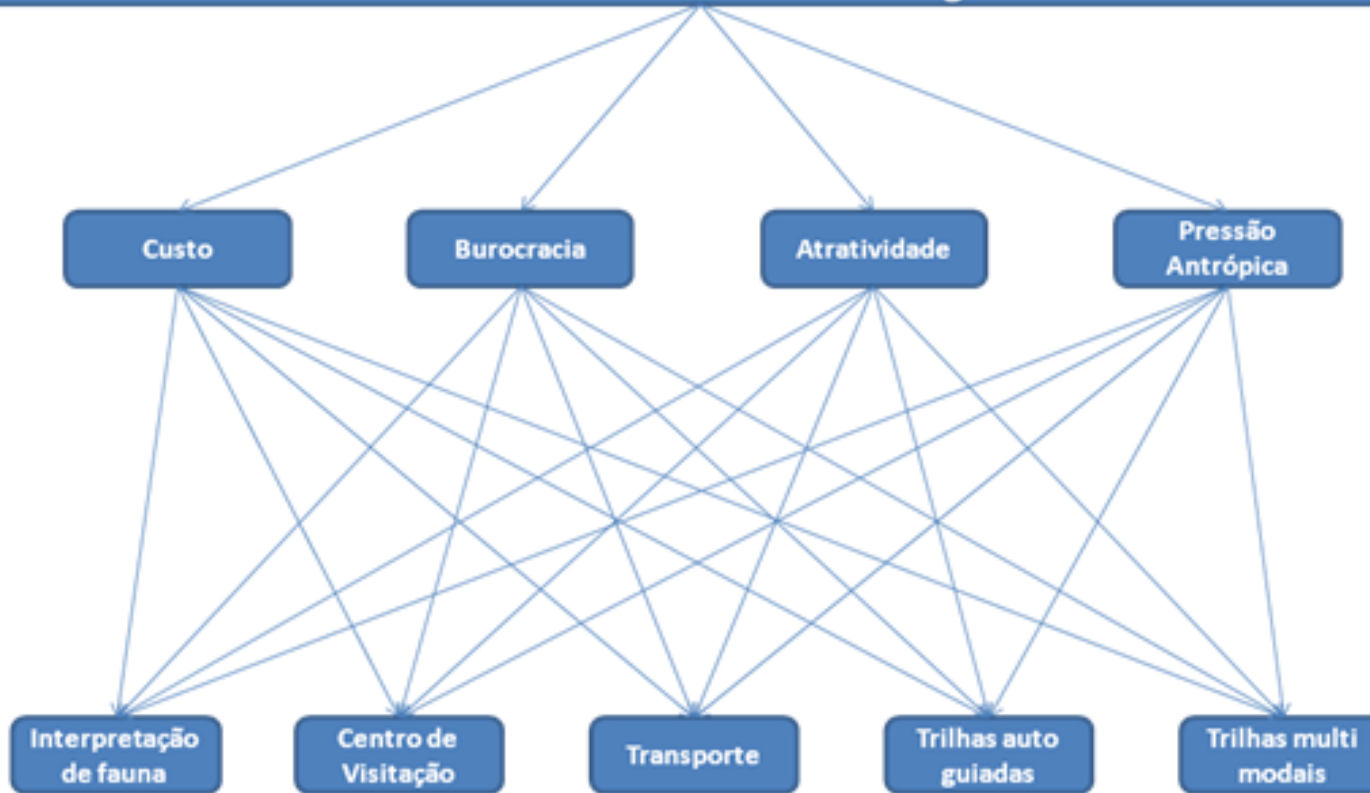 Custo
Burocracia
Atratividade
Pressão
Antrópica
Interpretação
de fauna
Centro de
Visitação
Transporte
Trilhas auto
guiadas
Trilhas multi
modais